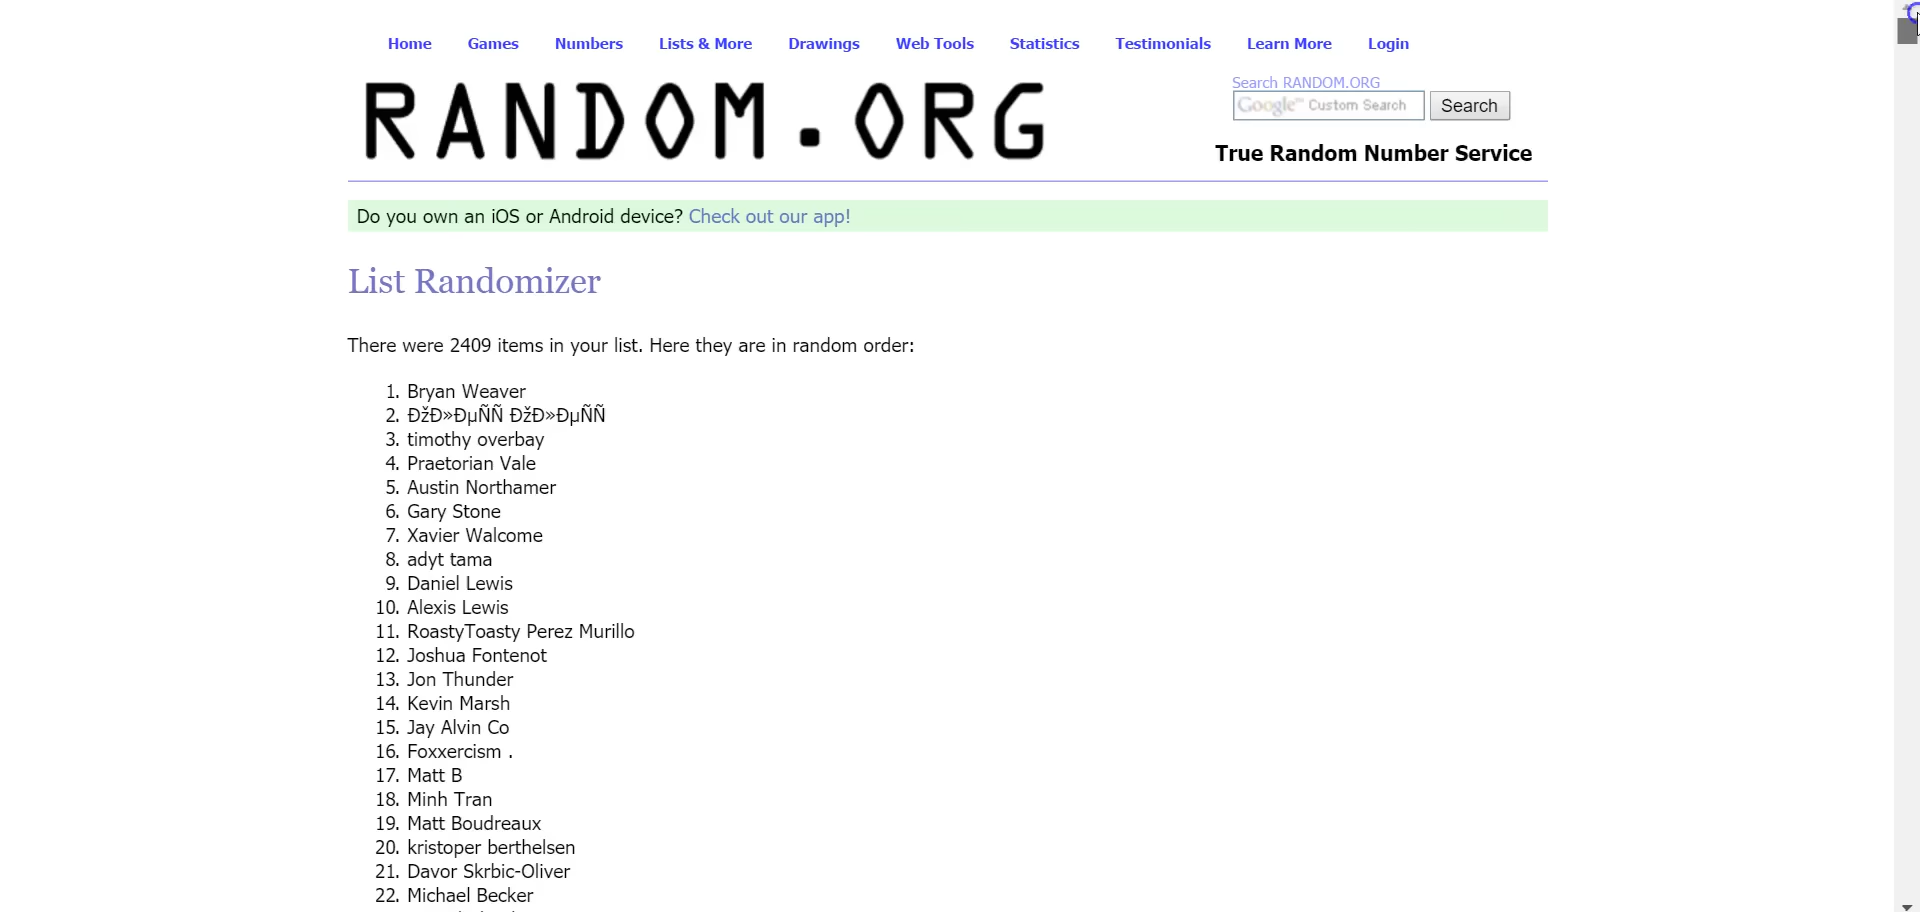 Home Games Numbers Lists & More Drawings Web Tools Statistics Testimonials Learn More Login
RANDOM.ORG
Search RANDOM.ORG
Google™ Custom Search Search
True Random Number Service
Do you own an iOS or Android device? Check out our app!
List Randomizer
There were 2409 items in your list. Here they are in random order:
1. Bryan Weaver
2. ÐžÐ»ÐµÑÑ ÐžÐ»ÐµÑÑ
3. timothy overbay
4. Praetorian Vale
5. Austin Northamer
6. Gary Stone
7. Xavier Walcome
8. adyt tama
9. Daniel Lewis
10. Alexis Lewis
11. RoastyToasty Perez Murillo
12. Joshua Fontenot
13. Jon Thunder
14. Kevin Marsh
15. Jay Alvin Co
16. Foxxercism .
17. Matt B
18. Minh Tran
19. Matt Boudreaux
20. kristoper berthelsen
21. Davor Skrbic-Oliver
22. Michael Becker